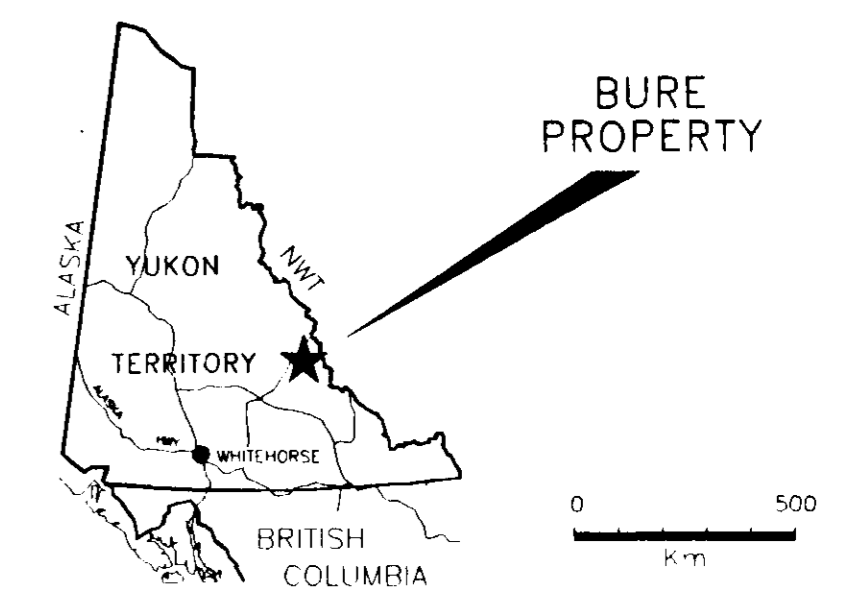 BURE
PROPERTY
ALASKA
YUKON
NWT
TERRITORY
ALASKA
HWY
WHITEHORSE
0 500
Km
BRITISH
COLUMBIA